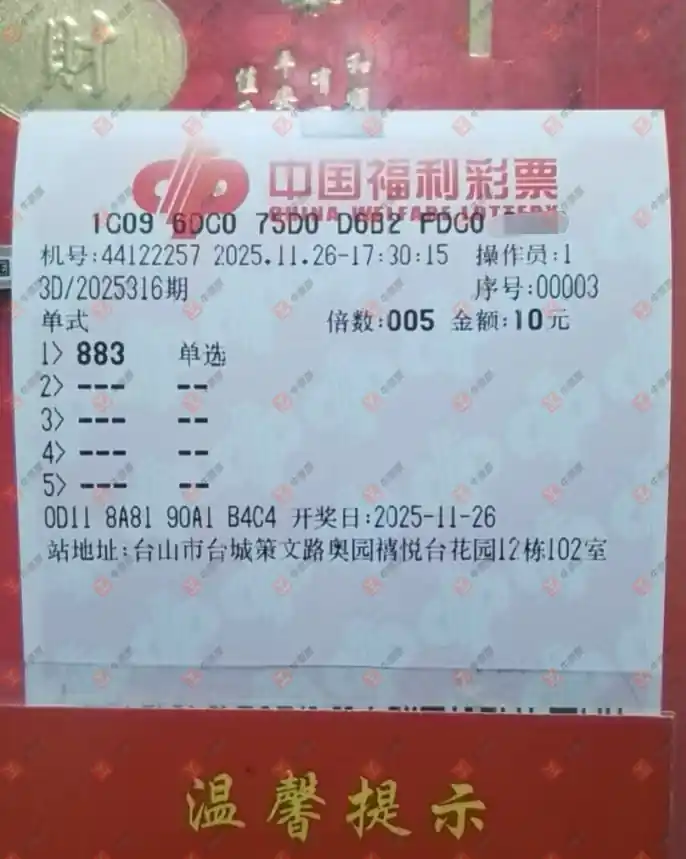 財
中国福利彩票
CHINA WELFARE LOTTERY
1C09 6DC0 75D0 D6B2 FDC0
机号:44122257 2025.11.26-17:30:15 操作员:1
3D/2025316期 序号:00003
单式 倍数:005 金额:10元
1> 883 单选
2> --- --
3> --- --
4> --- --
5> --- --
0D11 8A81 90A1 B4C4 开奖日:2025-11-26
站地址:台山市台城策文路奥园禧悦台花园12栋102室
温馨提示